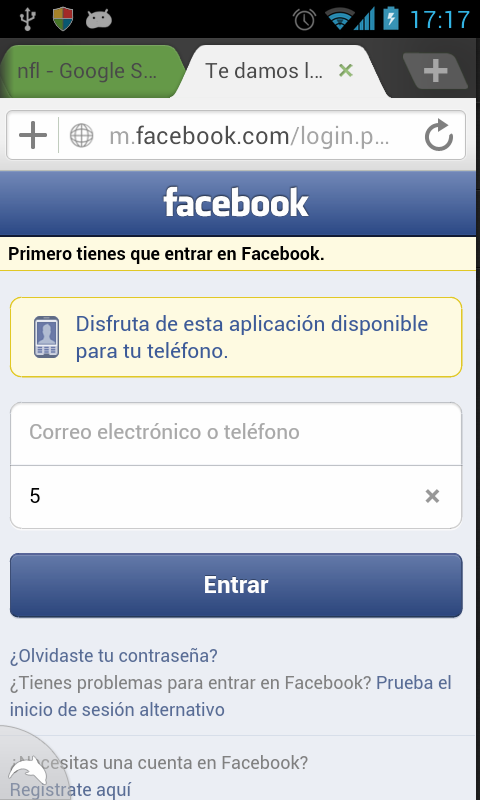 17:17
nfl - Google S...
Te damos l...
m.facebook.com/login.p...
facebook
Primero tienes que entrar en Facebook.
Disfruta de esta aplicación disponible
para tu teléfono.
Correo electrónico o teléfono
5
Entrar
¿Olvidaste tu contraseña?
¿Tienes problemas para entrar en Facebook? Prueba el
inicio de sesión alternativo
¿Necesitas una cuenta en Facebook?
Regístrate aquí